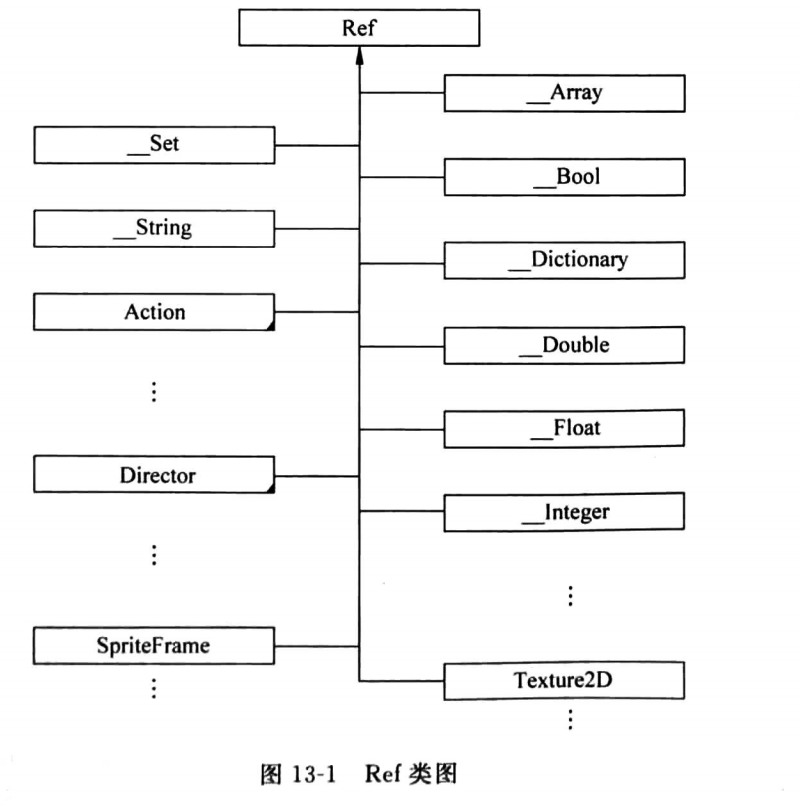 Ref
__Array
__Set
__Bool
__String
__Dictionary
Action
__Double
⋮
__Float
Director
__Integer
⋮
⋮
SpriteFrame
Texture2D
⋮
⋮
图 13-1 Ref 类图